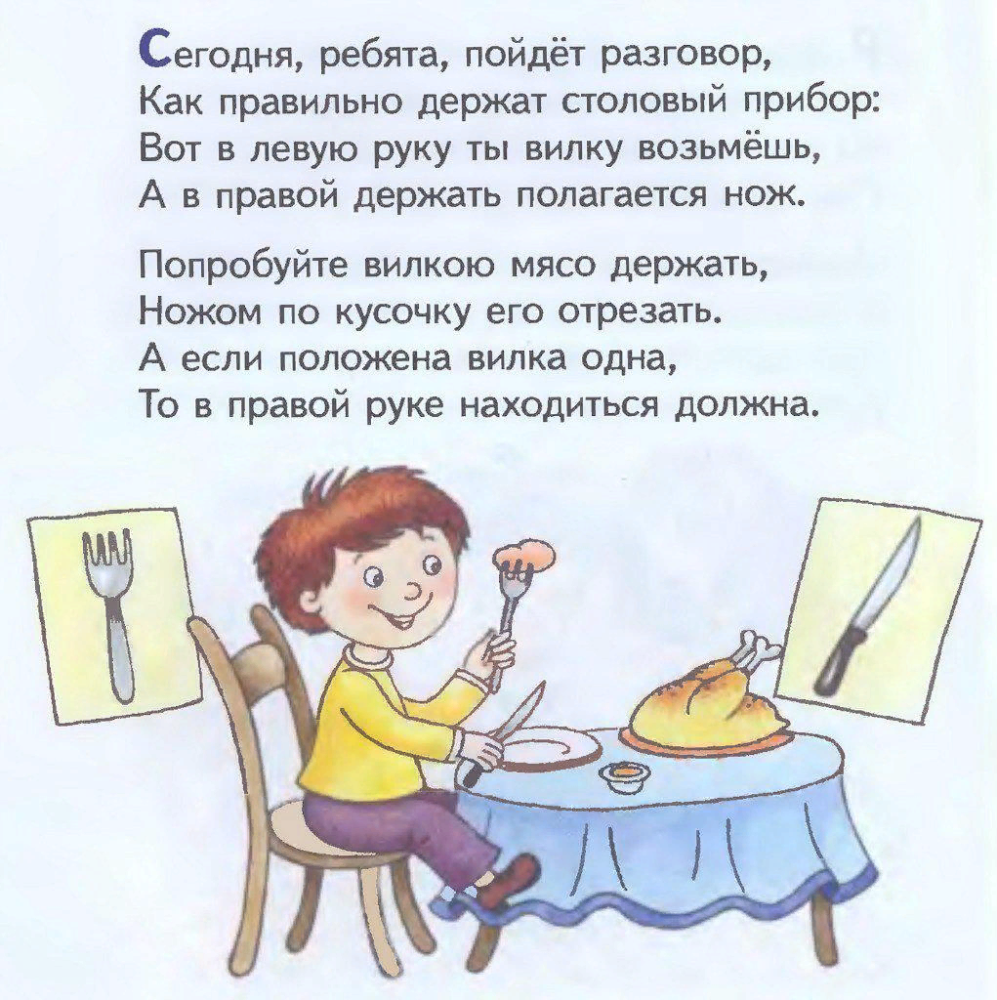 Сегодня, ребята, пойдёт разговор,
Как правильно держат столовый прибор:
Вот в левую руку ты вилку возьмёшь,
А в правой держать полагается нож.
Попробуйте вилкою мясо держать,
Ножом по кусочку его отрезать.
А если положена вилка одна,
То в правой руке находиться должна.